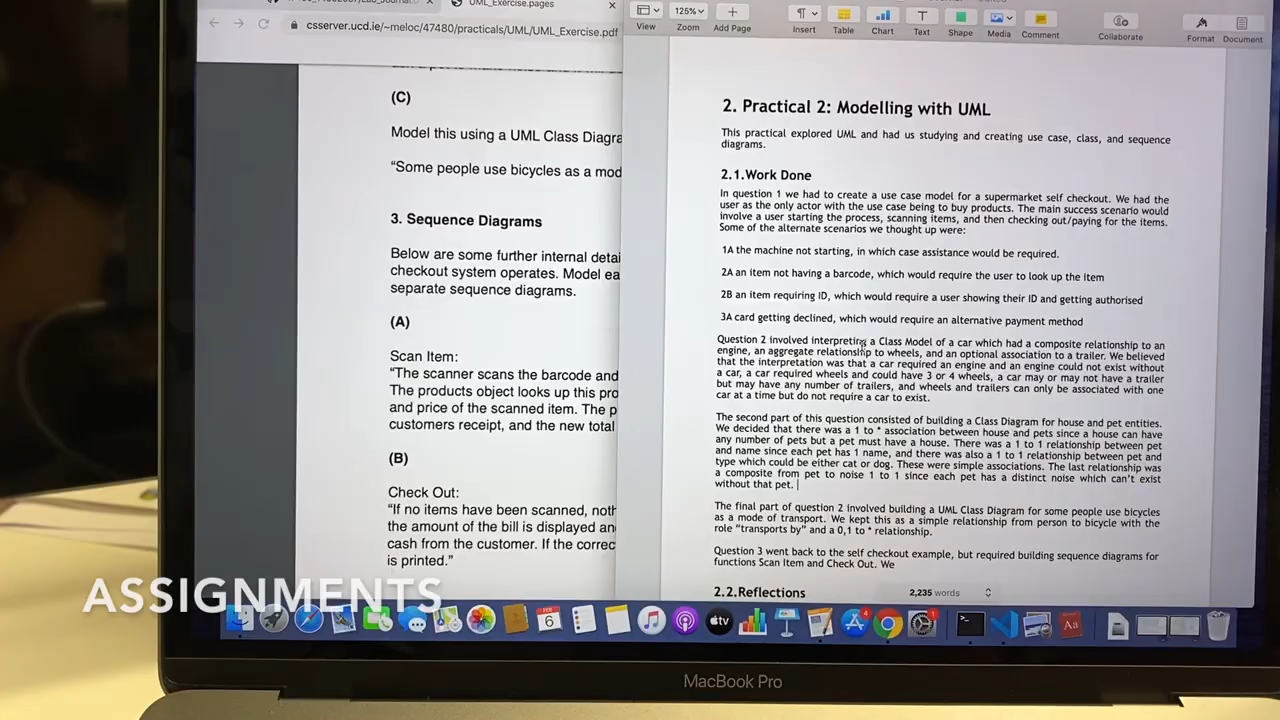 UML_Exercise.pages
csserver.ucd.ie/~meloc/47480/practicals/UML/UML_Exercise.pdf
(C)
Model this using a UML Class Diagra
“Some people use bicycles as a mod
3. Sequence Diagrams
Below are some further internal detai
checkout system operates. Model ea
separate sequence diagrams.
(A)
Scan Item:
“The scanner scans the barcode and
The products object looks up this pro
and price of the scanned item. The p
customers receipt, and the new total
(B)
Check Out:
“If no items have been scanned, noth
the amount of the bill is displayed an
cash from the customer. If the correc
is printed.”
125%
View
Zoom
Add Page
Insert
Table
Chart
Text
Shape
Media
Comment
Collaborate
Format
Document
2. Practical 2: Modelling with UML
This practical explored UML and had us studying and creating use case, class, and sequence
diagrams.
2.1.Work Done
In question 1 we had to create a use case model for a supermarket self checkout. We had the
user as the only actor with the use case being to buy products. The main success scenario would
involve a user starting the process, scanning items, and then checking out/paying for the items.
Some of the alternate scenarios we thought up were:
1A the machine not starting, in which case assistance would be required.
2A an item not having a barcode, which would require the user to look up the item
2B an item requiring ID, which would require a user showing their ID and getting authorised
3A card getting declined, which would require an alternative payment method
Question 2 involved interpreting a Class Model of a car which had a composite relationship to an
engine, an aggregate relationship to wheels, and an optional association to a trailer. We believed
that the interpretation was that a car required an engine and an engine could not exist without
a car, a car required wheels and could have 3 or 4 wheels, a car may or may not have a trailer
but may have any number of trailers, and wheels and trailers can only be associated with one
car at a time but do not require a car to exist.
The second part of this question consisted of building a Class Diagram for house and pet entities.
We decided that there was a 1 to * association between house and pets since a house can have
any number of pets but a pet must have a house. There was a 1 to 1 relationship between pet
and name since each pet has 1 name, and there was also a 1 to 1 relationship between pet and
type which could be either cat or dog. These were simple associations. The last relationship was
a composite from pet to noise 1 to 1 since each pet has a distinct noise which can’t exist
without that pet.
The final part of question 2 involved building a UML Class Diagram for some people use bicycles
as a mode of transport. We kept this as a simple relationship from person to bicycle with the
role “transports by” and a 0,1 to * relationship.
Question 3 went back to the self checkout example, but required building sequence diagrams for
functions Scan Item and Check Out. We
2.2.Reflections
2,235 words
ASSIGNMENTS
FEB
6
tv
4
1
Aa
MacBook Pro